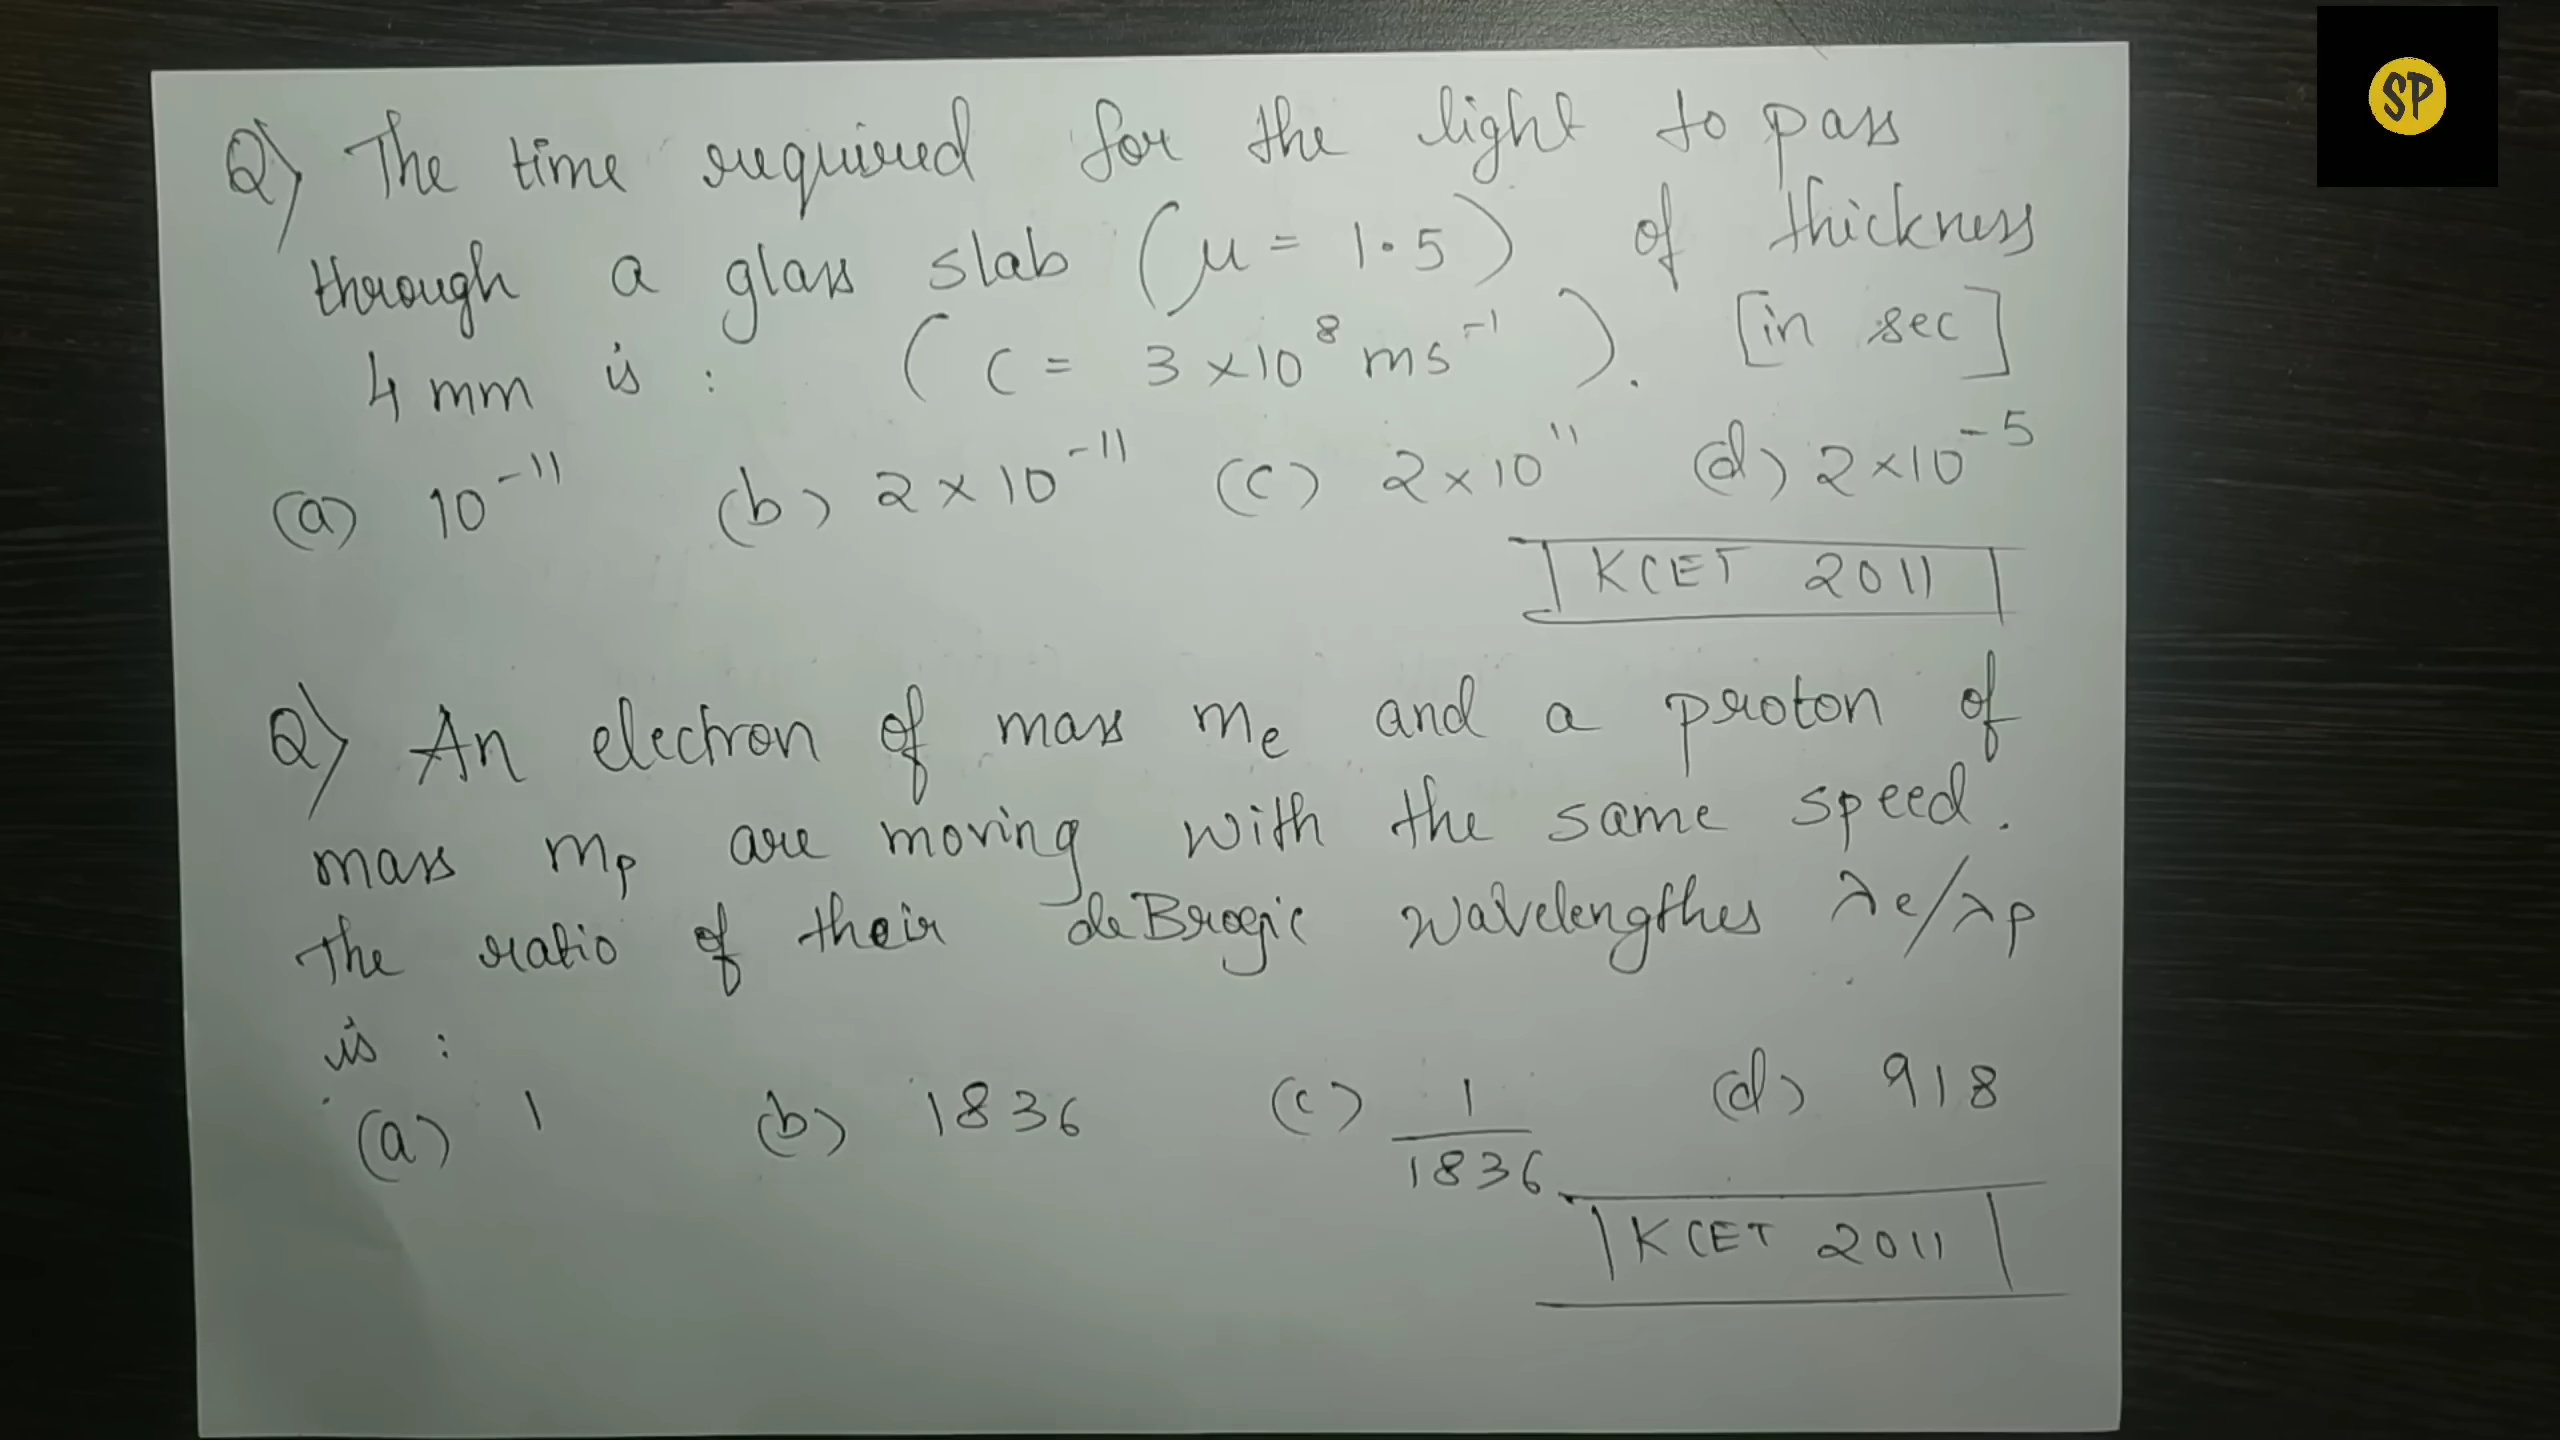 SP
Q) The time required for the light to pass
through a glass slab (μ = 1.5) of thickness
4 mm is : (c = 3 × 10⁸ ms⁻¹). [in sec]
(a) 10⁻¹¹ (b) 2 × 10⁻¹¹ (c) 2 × 10¹¹ (d) 2 × 10⁻⁵
KCET 2011
Q) An electron of mass mₑ and a proton of
mass mₚ are moving with the same speed.
The ratio of their deBrogie wavelengthes λe/λp
is :
(a) 1 (b) 1836 (c) 1/1836 (d) 918
KCET 2011